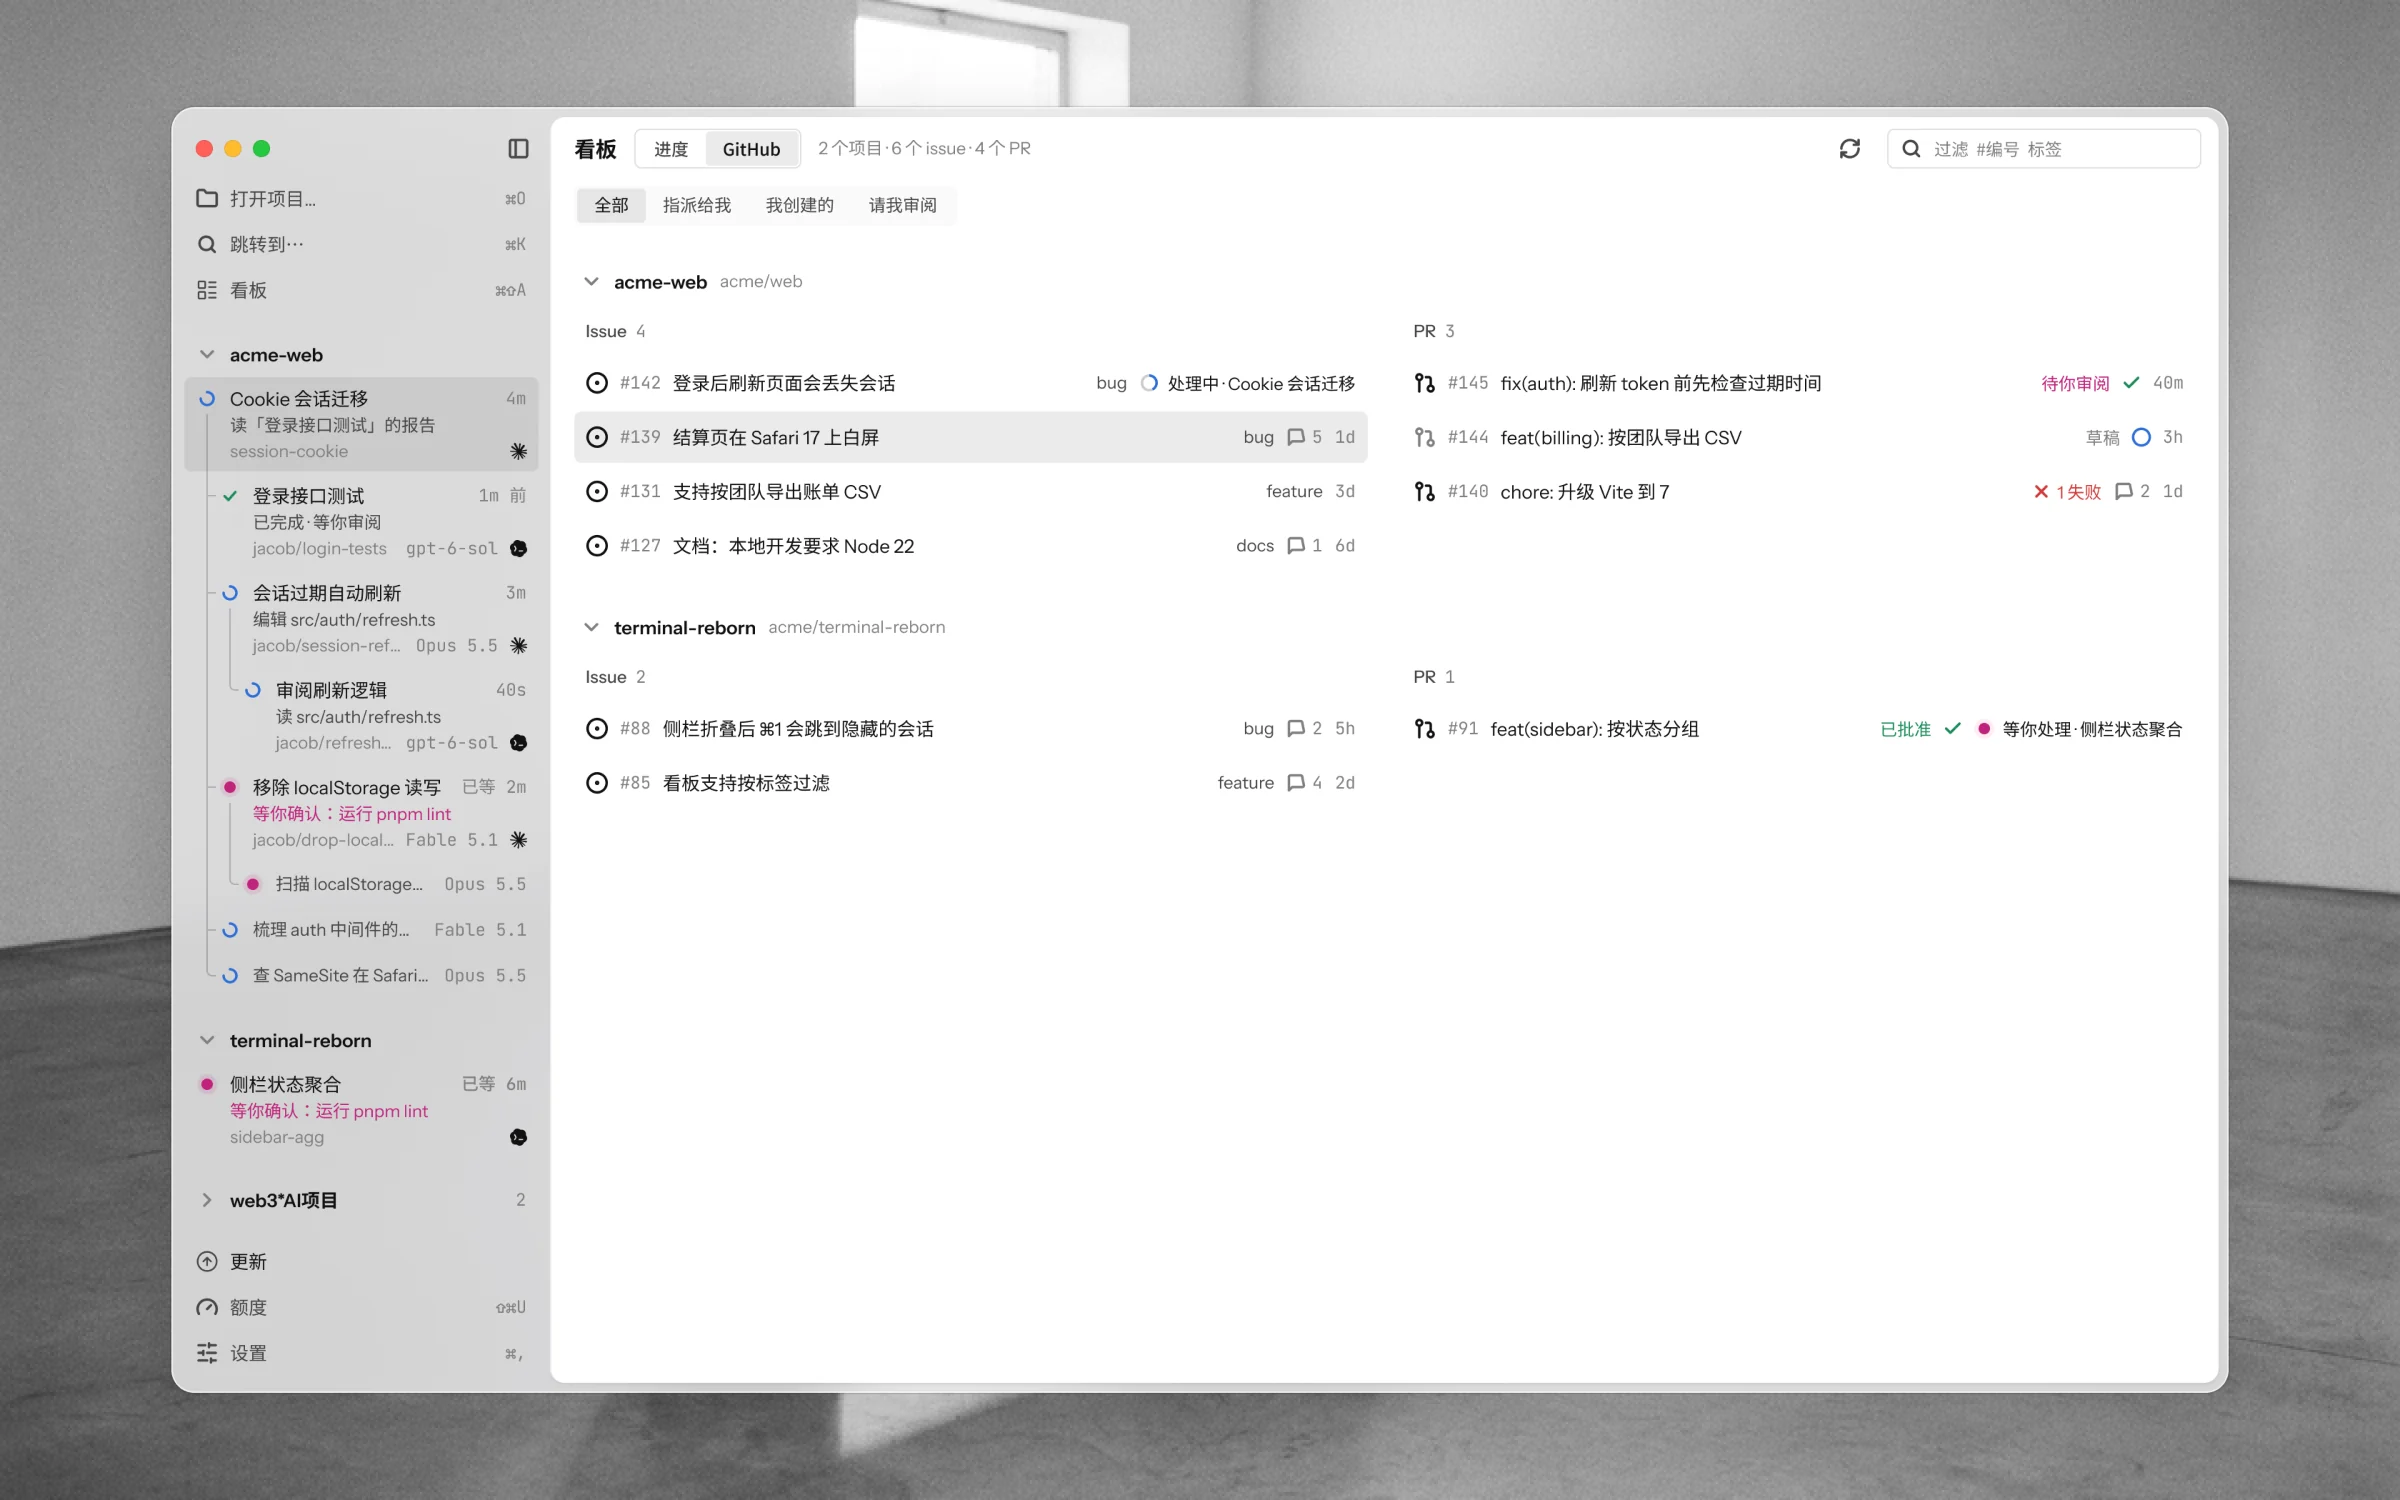 打开项目... ⌘O
跳转到··· ⌘K
看板 ⌘⇧A
acme-web
Cookie 会话迁移 4m
读「登录接口测试」的报告
session-cookie
登录接口测试 1m 前
已完成·等你审阅
jacob/login-tests gpt-6-sol
会话过期自动刷新 3m
编辑 src/auth/refresh.ts
jacob/session-ref... Opus 5.5
审阅刷新逻辑 40s
读 src/auth/refresh.ts
jacob/refresh... gpt-6-sol
移除 localStorage 读写 已等 2m
等你确认：运行 pnpm lint
jacob/drop-local... Fable 5.1
扫描 localStorage... Opus 5.5
梳理 auth 中间件的... Fable 5.1
查 SameSite 在 Safari... Opus 5.5
terminal-reborn
侧栏状态聚合 已等 6m
等你确认：运行 pnpm lint
sidebar-agg
web3*AI项目 2
更新
额度 ⇧⌘U
设置 ⌘,
看板 进度 GitHub 2个项目·6个issue·4个PR 过滤 #编号 标签
全部 指派给我 我创建的 请我审阅
acme-web acme/web
Issue 4
#142 登录后刷新页面会丢失会话 bug 处理中·Cookie 会话迁移
#139 结算页在 Safari 17 上白屏 bug 5 1d
#131 支持按团队导出账单 CSV feature 3d
#127 文档：本地开发要求 Node 22 docs 1 6d
PR 3
#145 fix(auth): 刷新 token 前先检查过期时间 待你审阅 40m
#144 feat(billing): 按团队导出 CSV 草稿 3h
#140 chore: 升级 Vite 到 7 1失败 2 1d
terminal-reborn acme/terminal-reborn
Issue 2
#88 侧栏折叠后 ⌘1 会跳到隐藏的会话 bug 2 5h
#85 看板支持按标签过滤 feature 4 2d
PR 1
#91 feat(sidebar): 按状态分组 已批准 等你处理·侧栏状态聚合